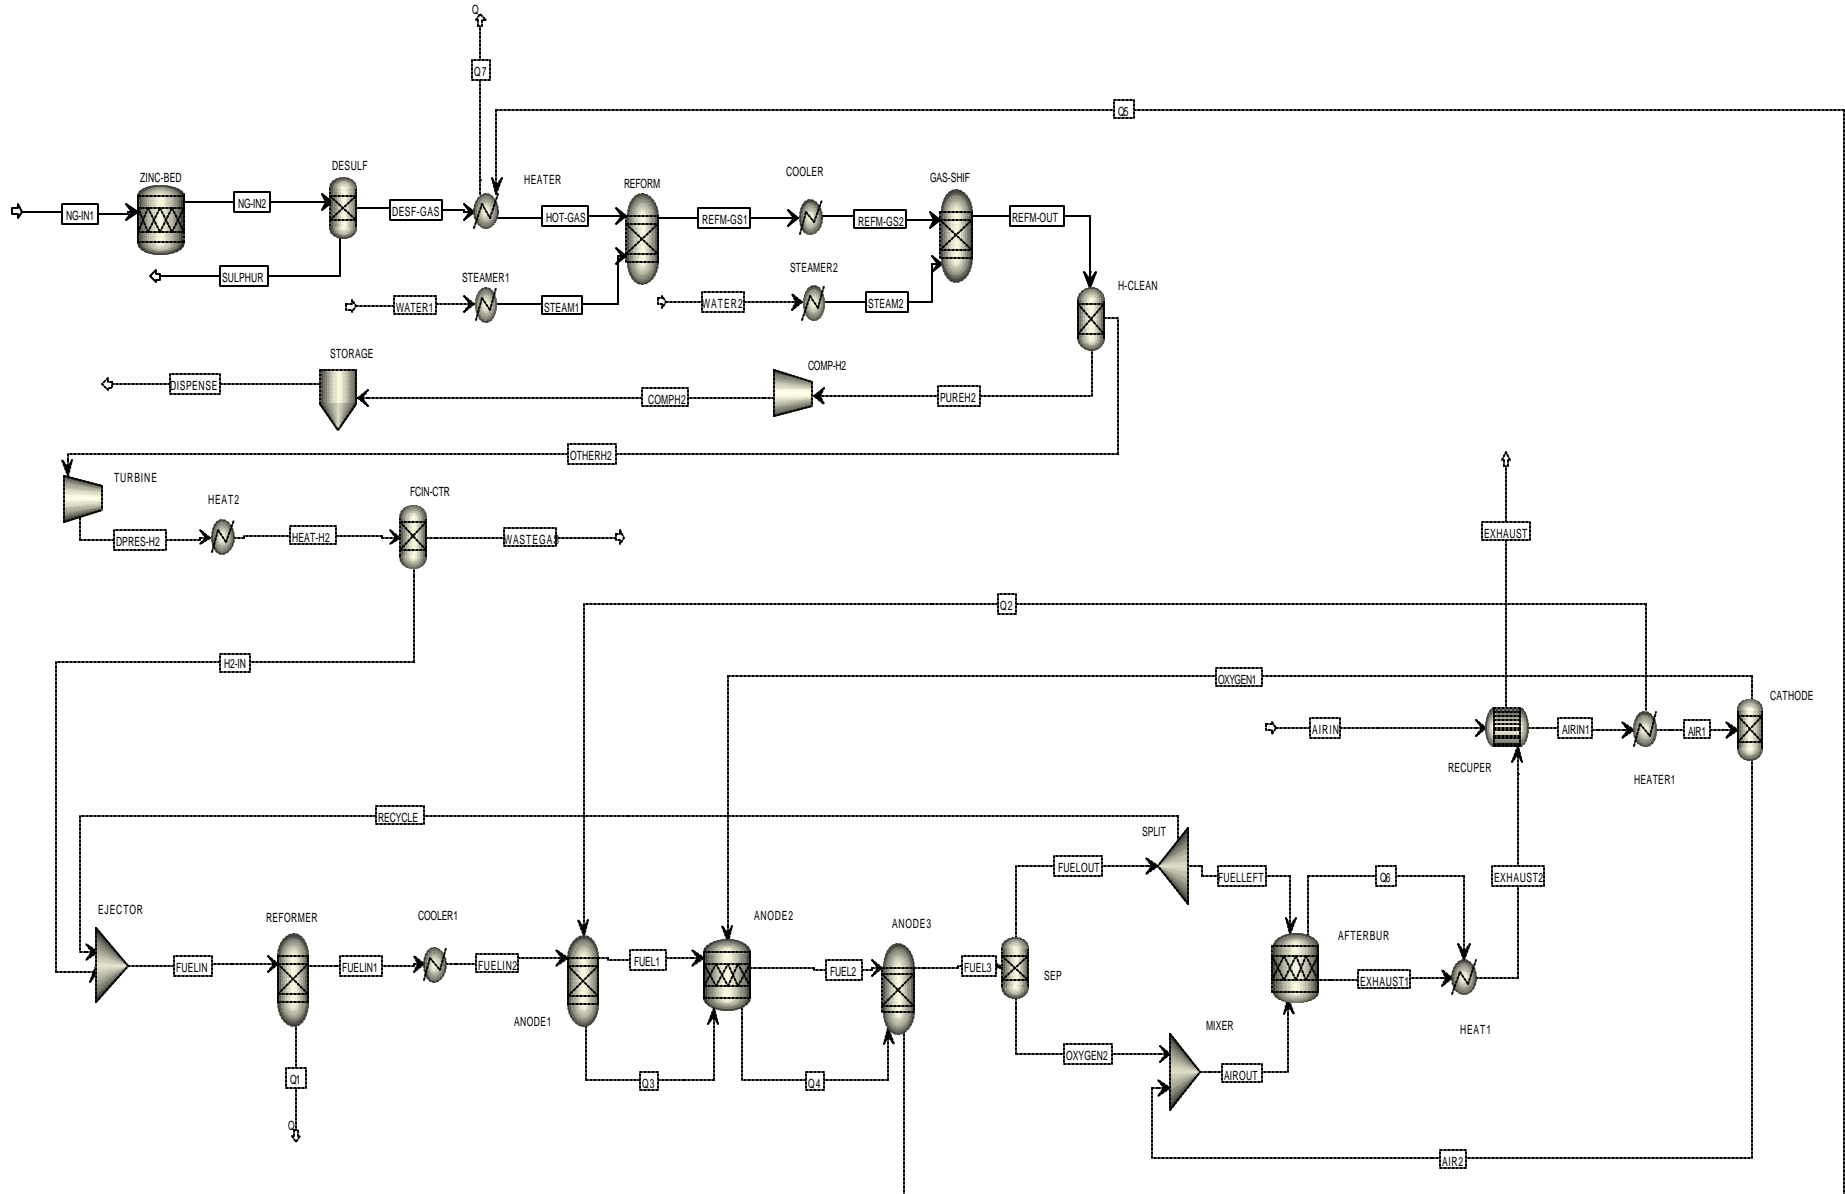 Q
Q7
Q5
ZINC-BED
DESULF
HEATER
REFORM
COOLER
GAS-SHIF
NG-IN1
NG-IN2
DESF-GAS
HOT-GAS
REFM-GS1
REFM-GS2
REFM-OUT
SULPHUR
STEAMER1
STEAMER2
H-CLEAN
WATER1
STEAM1
WATER2
STEAM2
STORAGE
COMP-H2
DISPENSE
COMPH2
PUREH2
OTHERH2
TURBINE
HEAT2
FCIN-CTR
DPRES-H2
HEAT-H2
WASTEGAS
EXHAUST
Q2
H2-IN
OXYGEN1
CATHODE
AIRIN
AIRIN1
AIR1
RECUPER
HEATER1
RECYCLE
SPLIT
FUELOUT
FUELLEFT
Q6
EXHAUST2
EJECTOR
REFORMER
COOLER1
ANODE2
ANODE3
AFTERBUR
FUELIN
FUELIN1
FUELIN2
FUEL1
FUEL2
FUEL3
SEP
EXHAUST1
ANODE1
MIXER
HEAT1
OXYGEN2
AIROUT
Q1
Q3
Q4
Q
AIR2